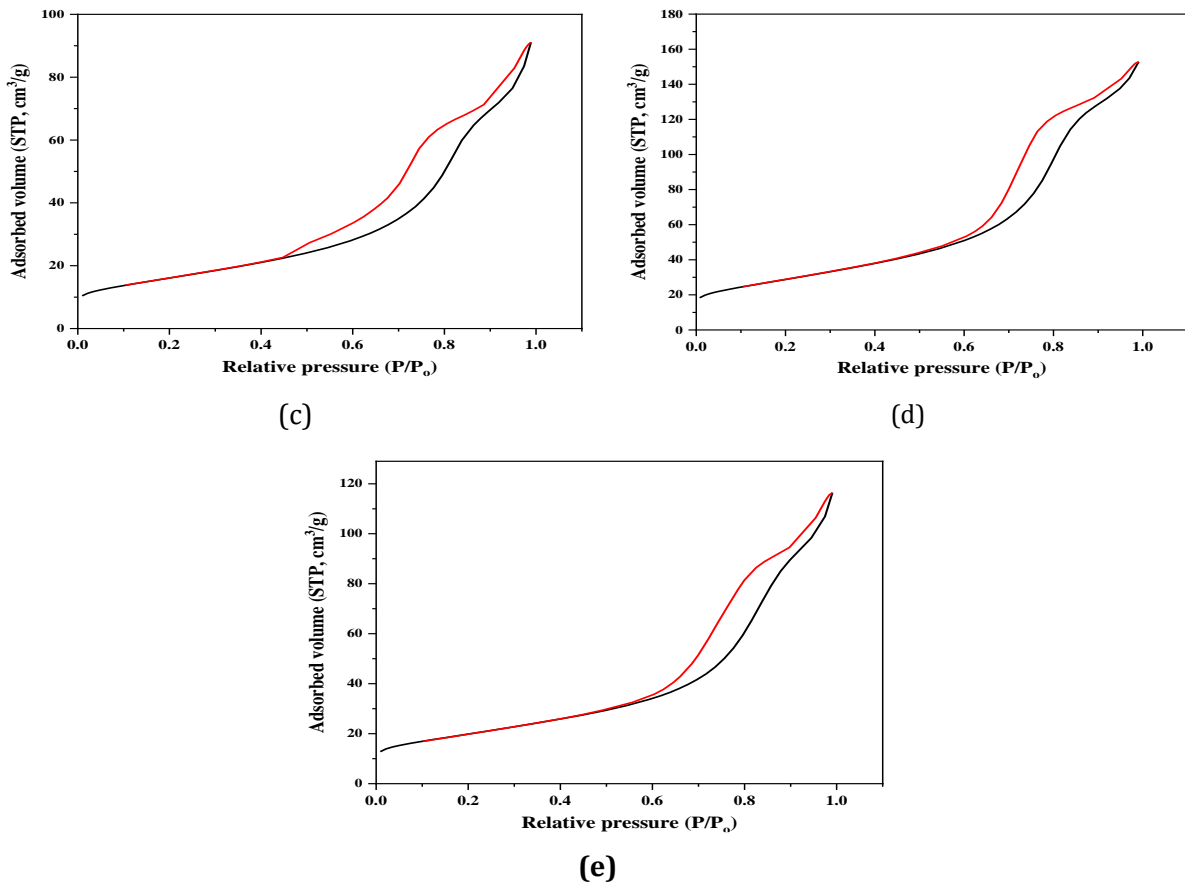 100
80
60
40
20
0
Adsorbed volume (STP, cm³/g)
0.0 0.2 0.4 0.6 0.8 1.0
Relative pressure (P/Pₒ)
(c)
180
160
140
120
100
80
60
40
20
0
Adsorbed volume (STP, cm³/g)
0.0 0.2 0.4 0.6 0.8 1.0
Relative pressure (P/Pₒ)
(d)
120
100
80
60
40
20
0
Adsorbed volume (STP, cm³/g)
0.0 0.2 0.4 0.6 0.8 1.0
Relative pressure (P/Pₒ)
(e)